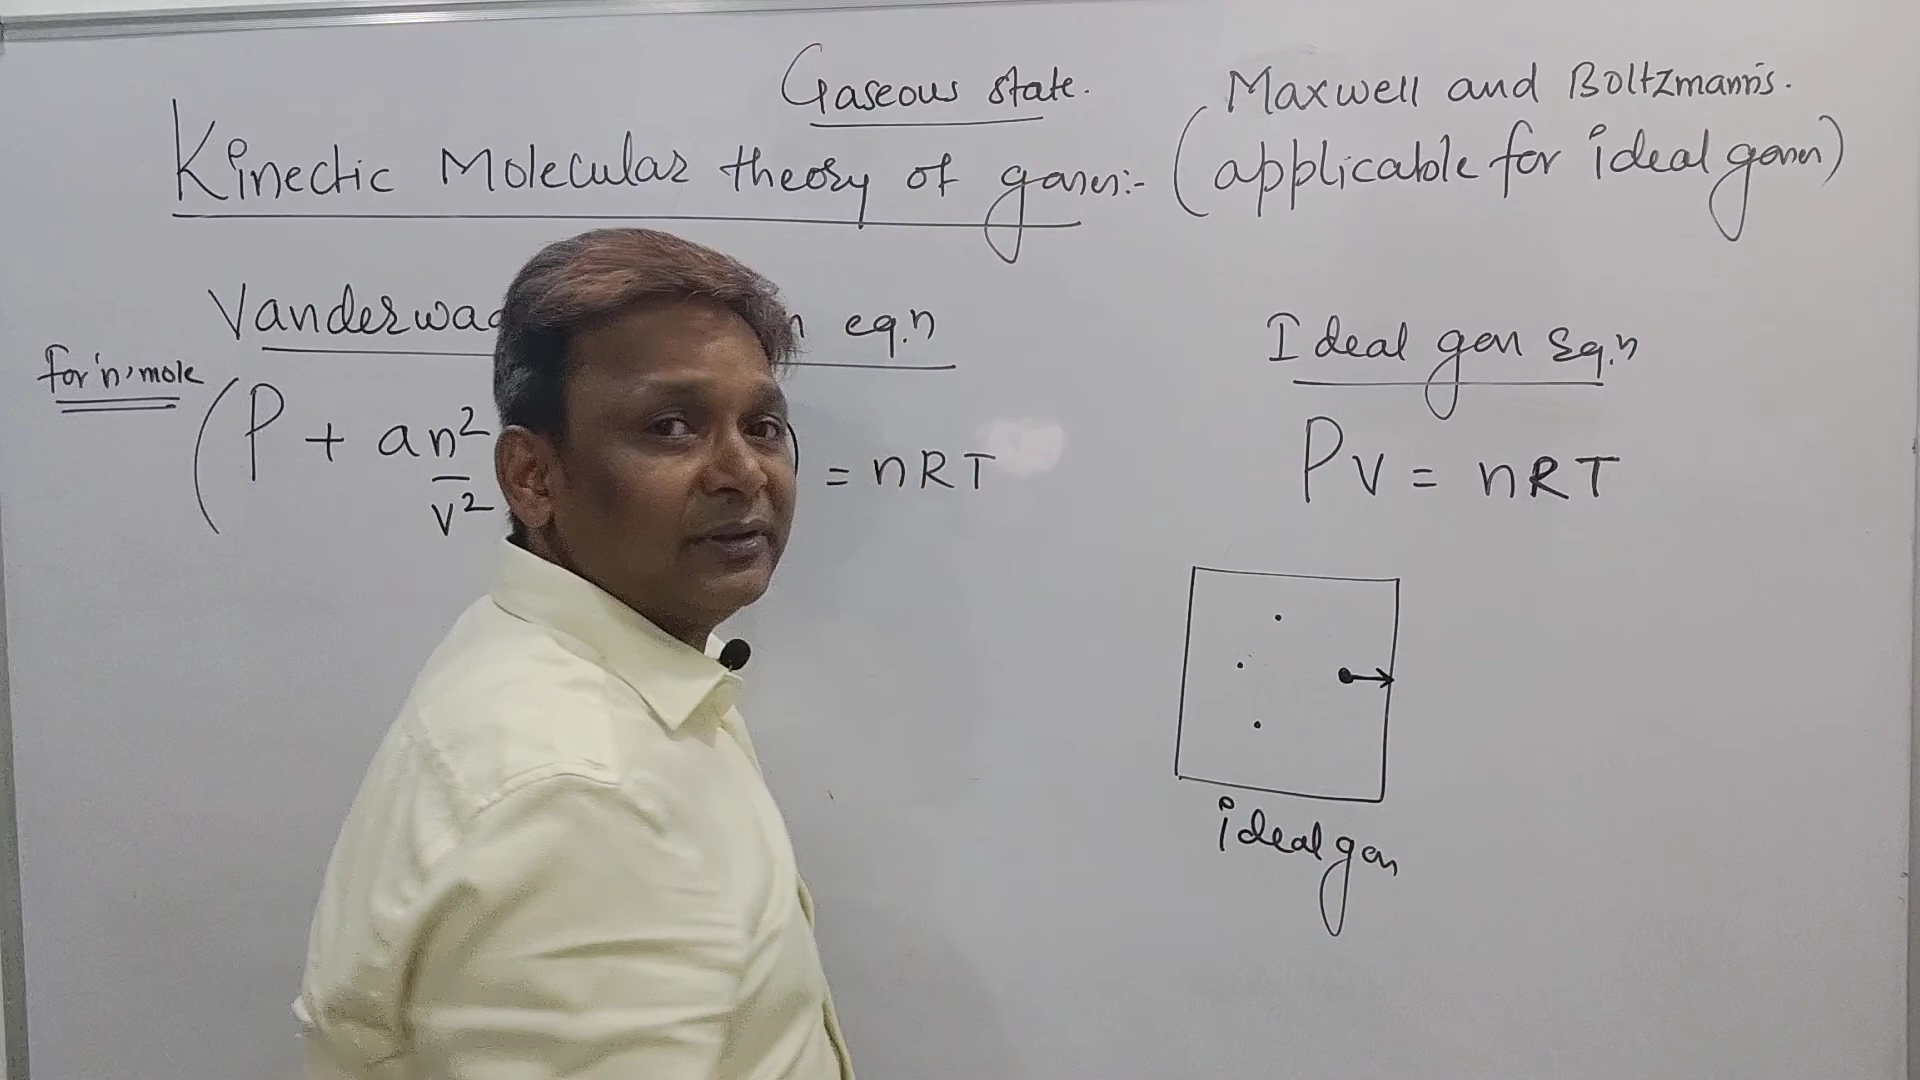 Gaseous state.
Maxwell and Boltzmann's.
Kinectic Molecular theory of gases:- (applicable for ideal gases)
Vanderwaa eq.n
for 'n' mole
(P + an²/v² ) = nRT
Ideal gas Eq.n
PV = nRT
ideal gas